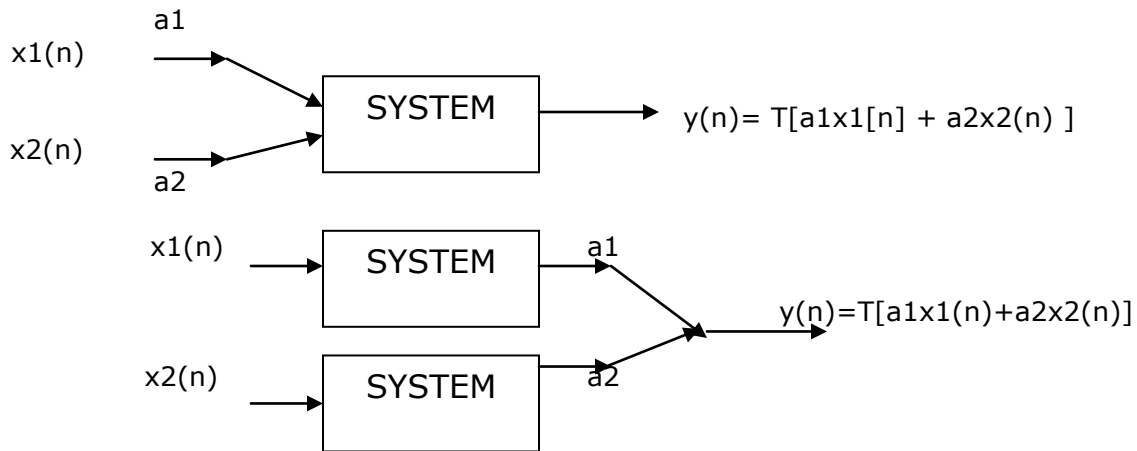 a1
x1(n)
SYSTEM
y(n)= T[a1x1[n] + a2x2(n) ]
x2(n)
a2
x1(n)
SYSTEM
a1
y(n)=T[a1x1(n)+a2x2(n)]
x2(n)
SYSTEM
a2